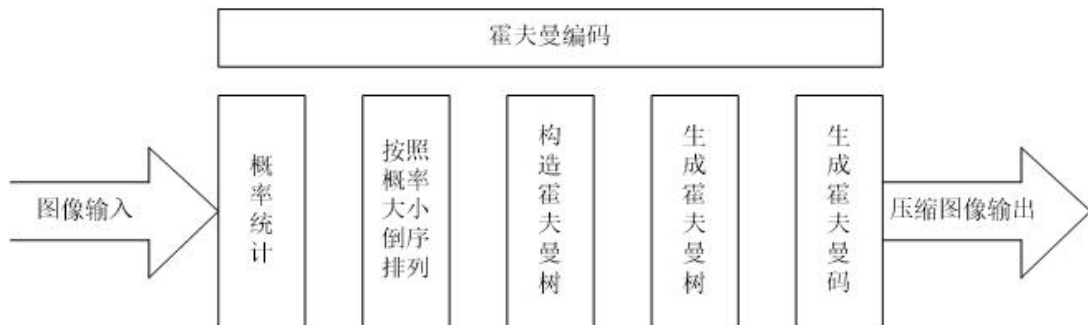 霍夫曼编码
图像输入
概率统计
按照
概率
大小
倒序
排列
构造霍夫曼树
生成霍夫曼树
生成霍夫曼码
压缩图像输出